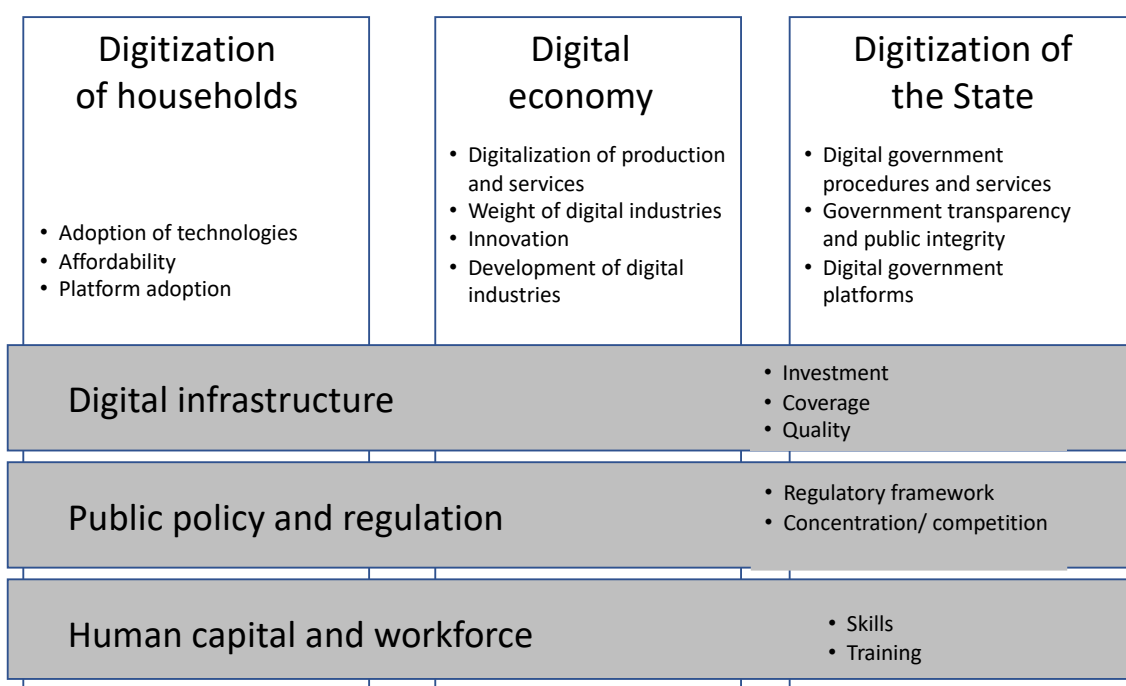 Digitization
of households
• Adoption of technologies
• Affordability
• Platform adoption
Digital
economy
• Digitalization of production
and services
• Weight of digital industries
• Innovation
• Development of digital
industries
Digitization of
the State
• Digital government
procedures and services
• Government transparency
and public integrity
• Digital government
platforms
Digital infrastructure
• Investment
• Coverage
• Quality
Public policy and regulation
• Regulatory framework
• Concentration/ competition
Human capital and workforce
• Skills
• Training